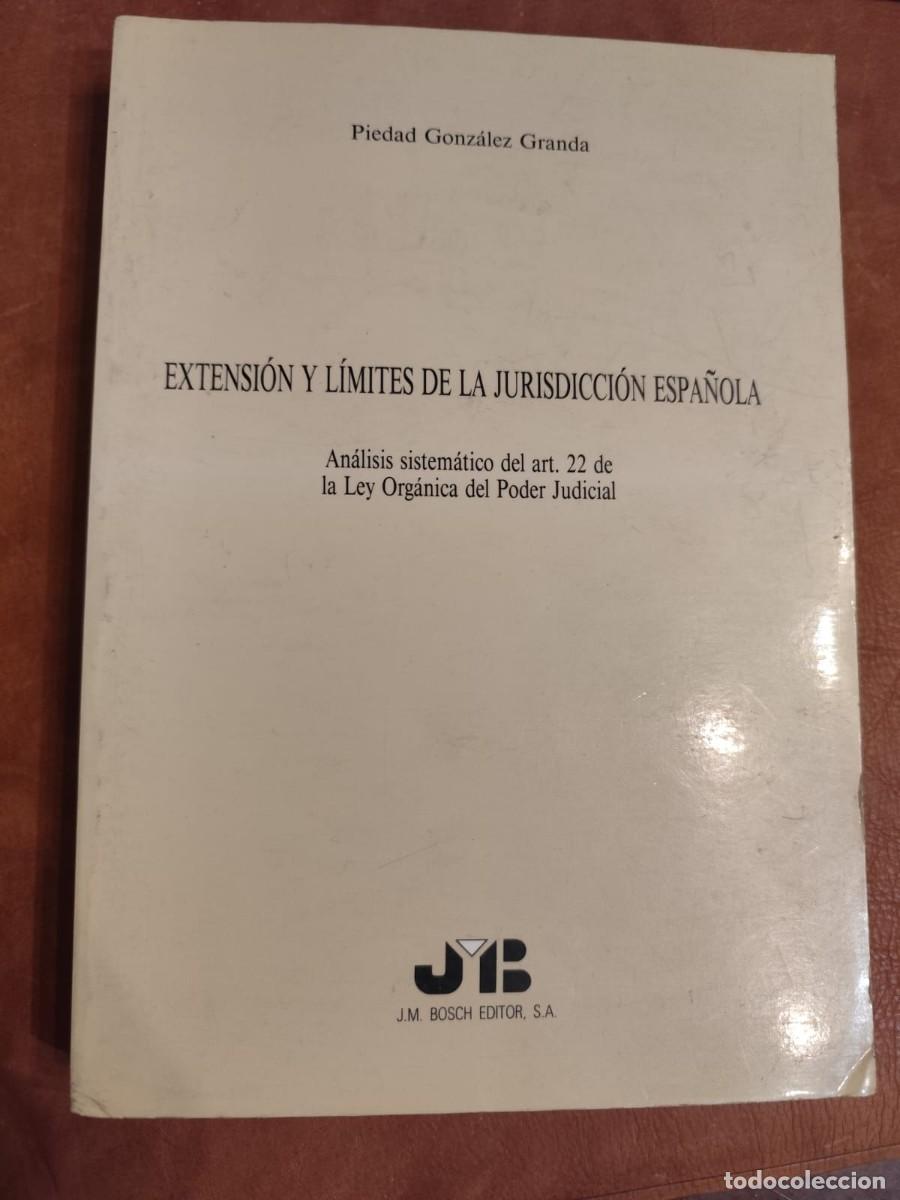 Piedad González Granda
EXTENSIÓN Y LÍMITES DE LA JURISDICCIÓN ESPAÑOLA
Análisis sistemático del art. 22 de
la Ley Orgánica del Poder Judicial
JMB
J.M. BOSCH EDITOR, S.A.
todocoleccion